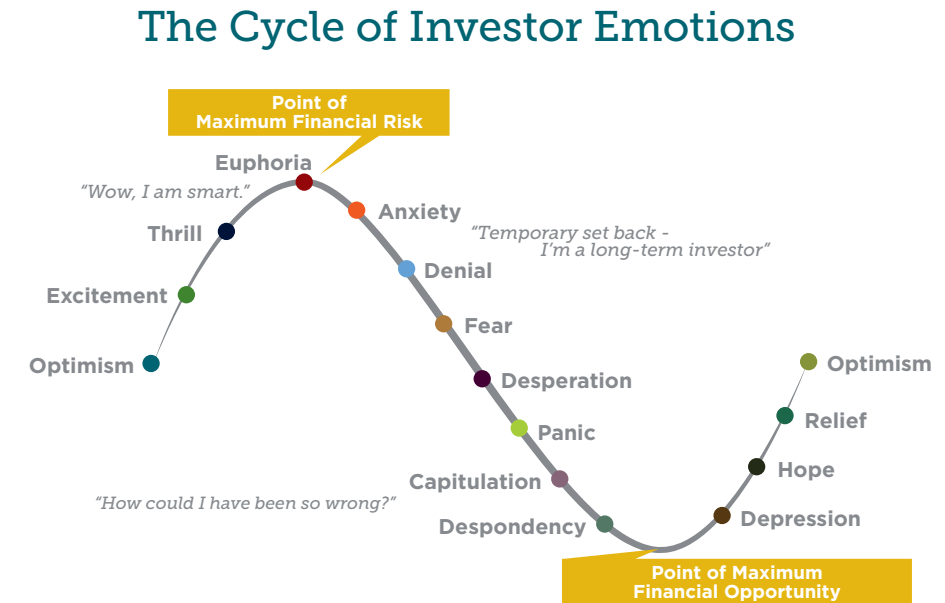 The Cycle of Investor Emotions
Point of
Maximum Financial Risk
Euphoria
“Wow, I am smart.”
Thrill
Anxiety
“Temporary set back -
I’m a long-term investor”
Denial
Excitement
Fear
Optimism
Desperation
Optimism
Panic
Relief
Capitulation
Hope
“How could I have been so wrong?”
Despondency
Depression
Point of Maximum
Financial Opportunity